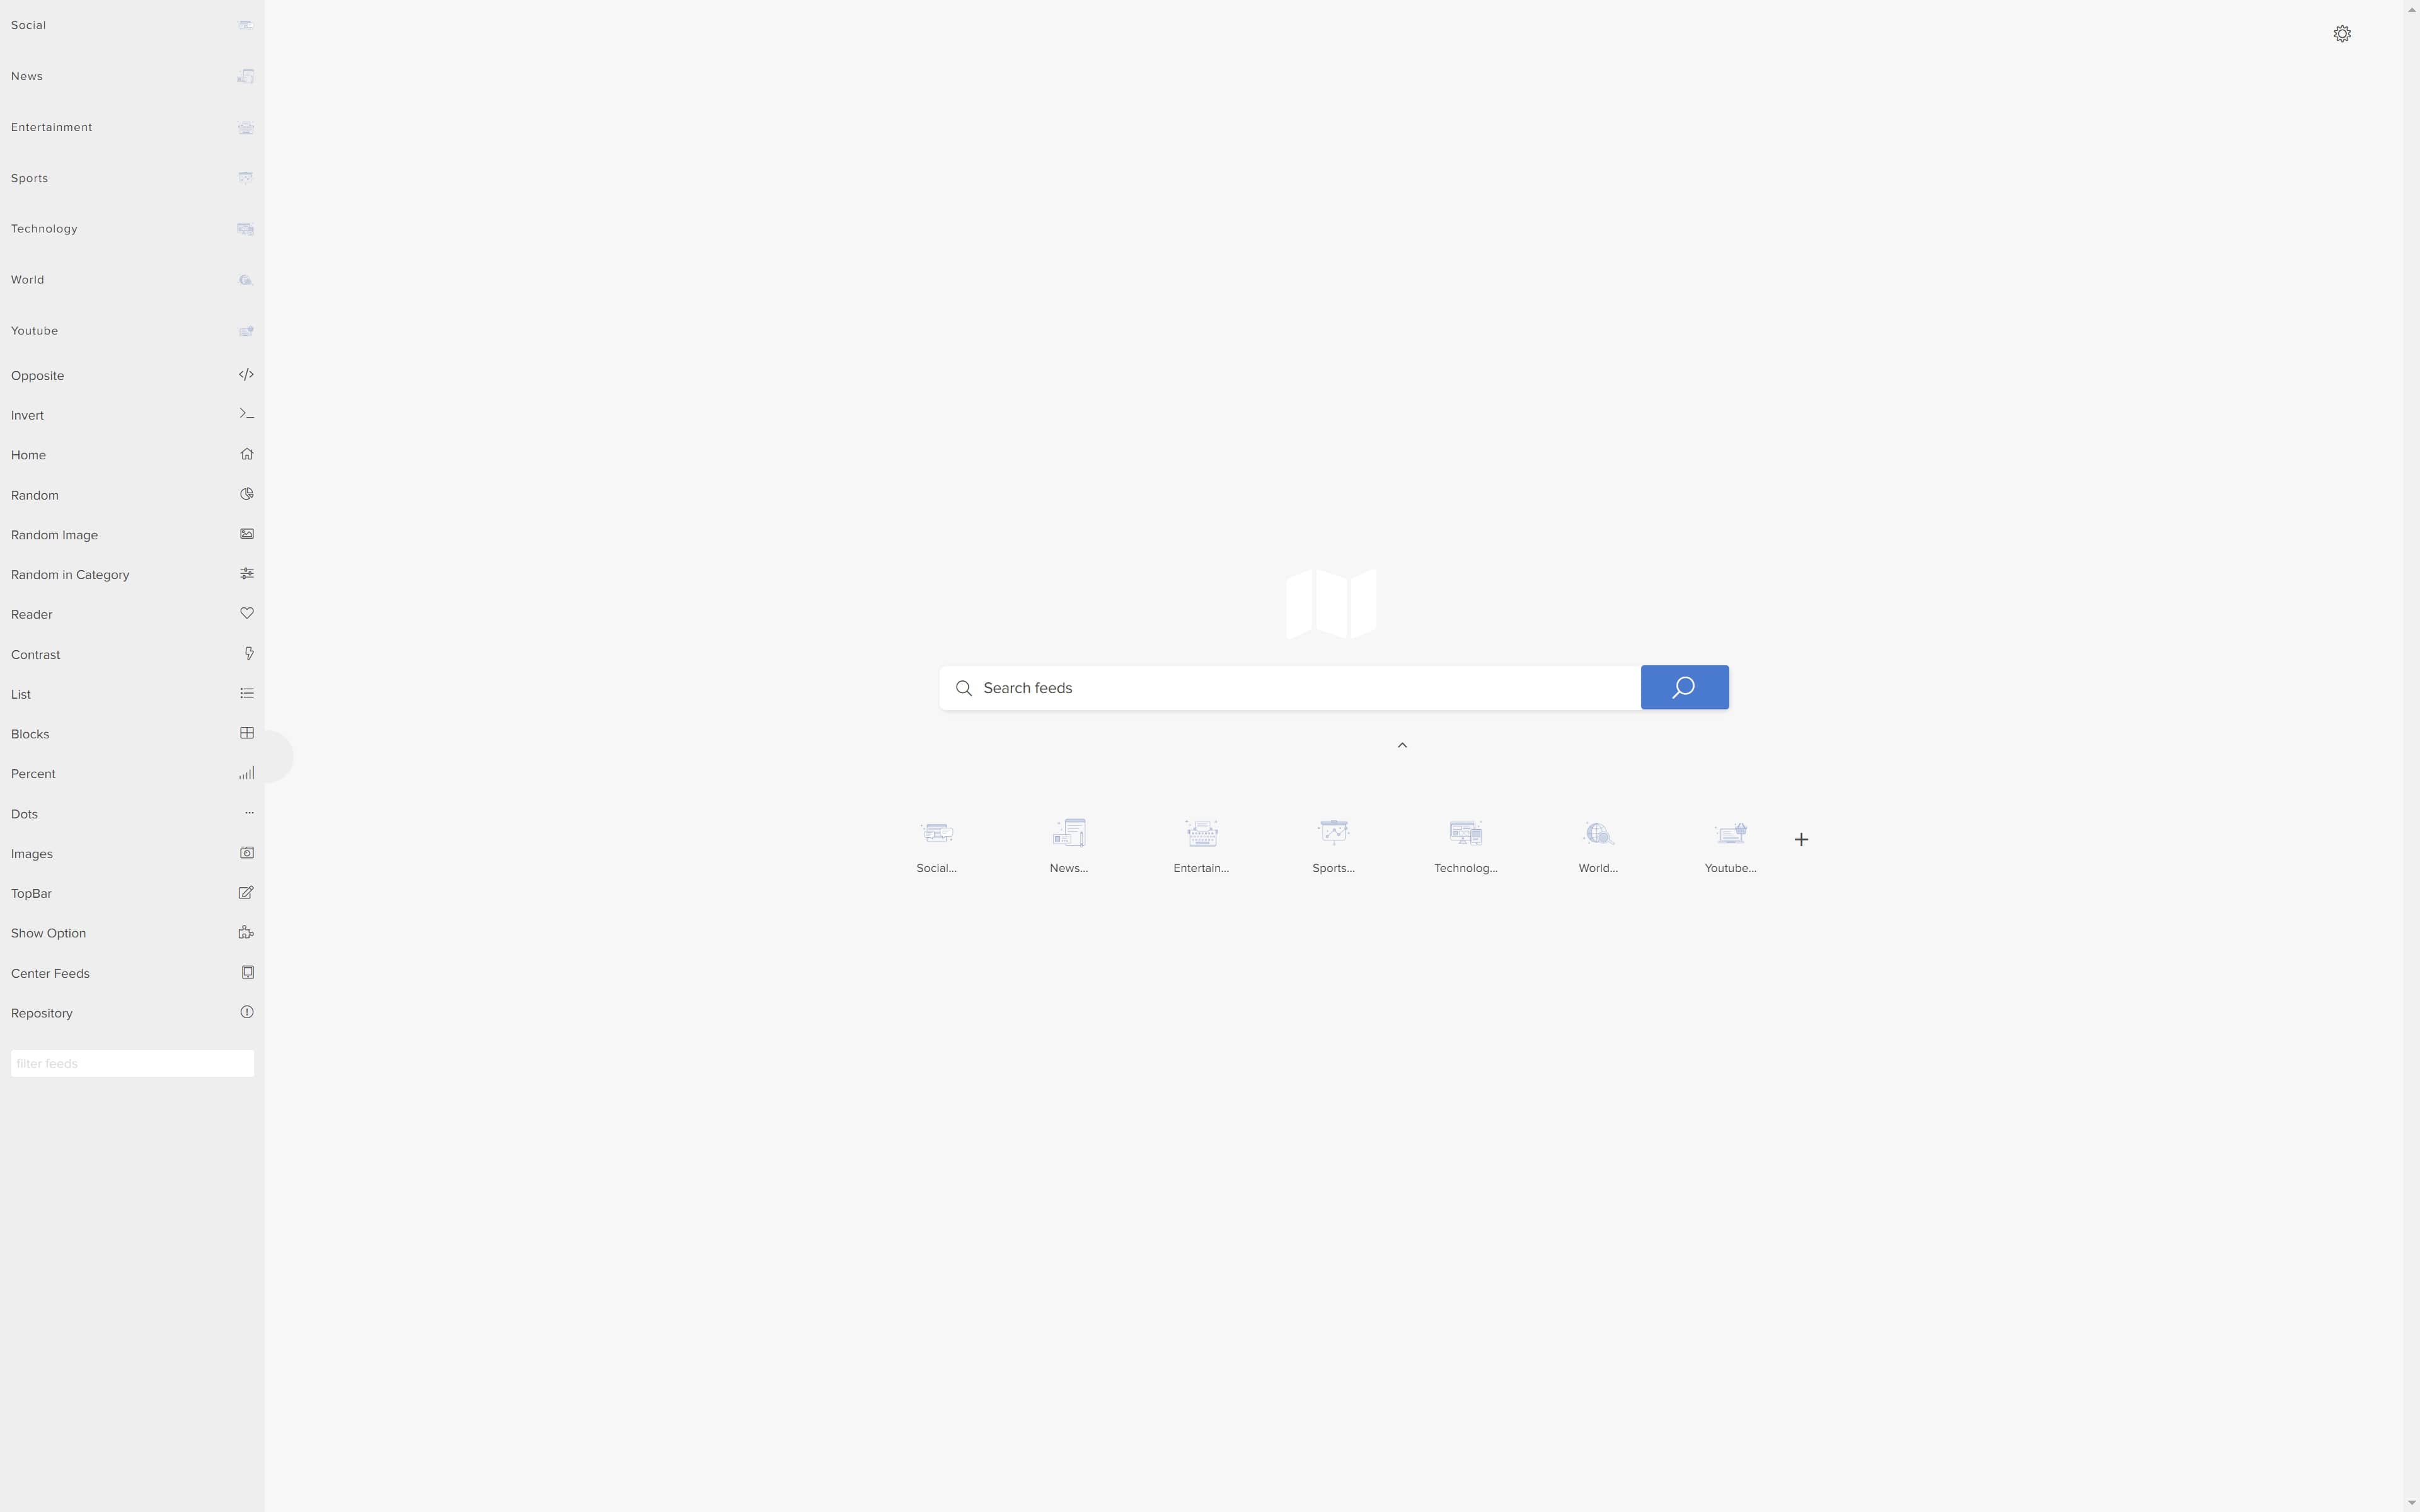 Social
News
Entertainment
Sports
Technology
World
Youtube
Opposite
Invert
Home
Random
Random Image
Random in Category
Reader
Contrast
List
Blocks
Percent
Dots
Images
TopBar
Show Option
Center Feeds
Repository
filter feeds
Search feeds
Social... News... Entertain... Sports... Technolog... World... Youtube...